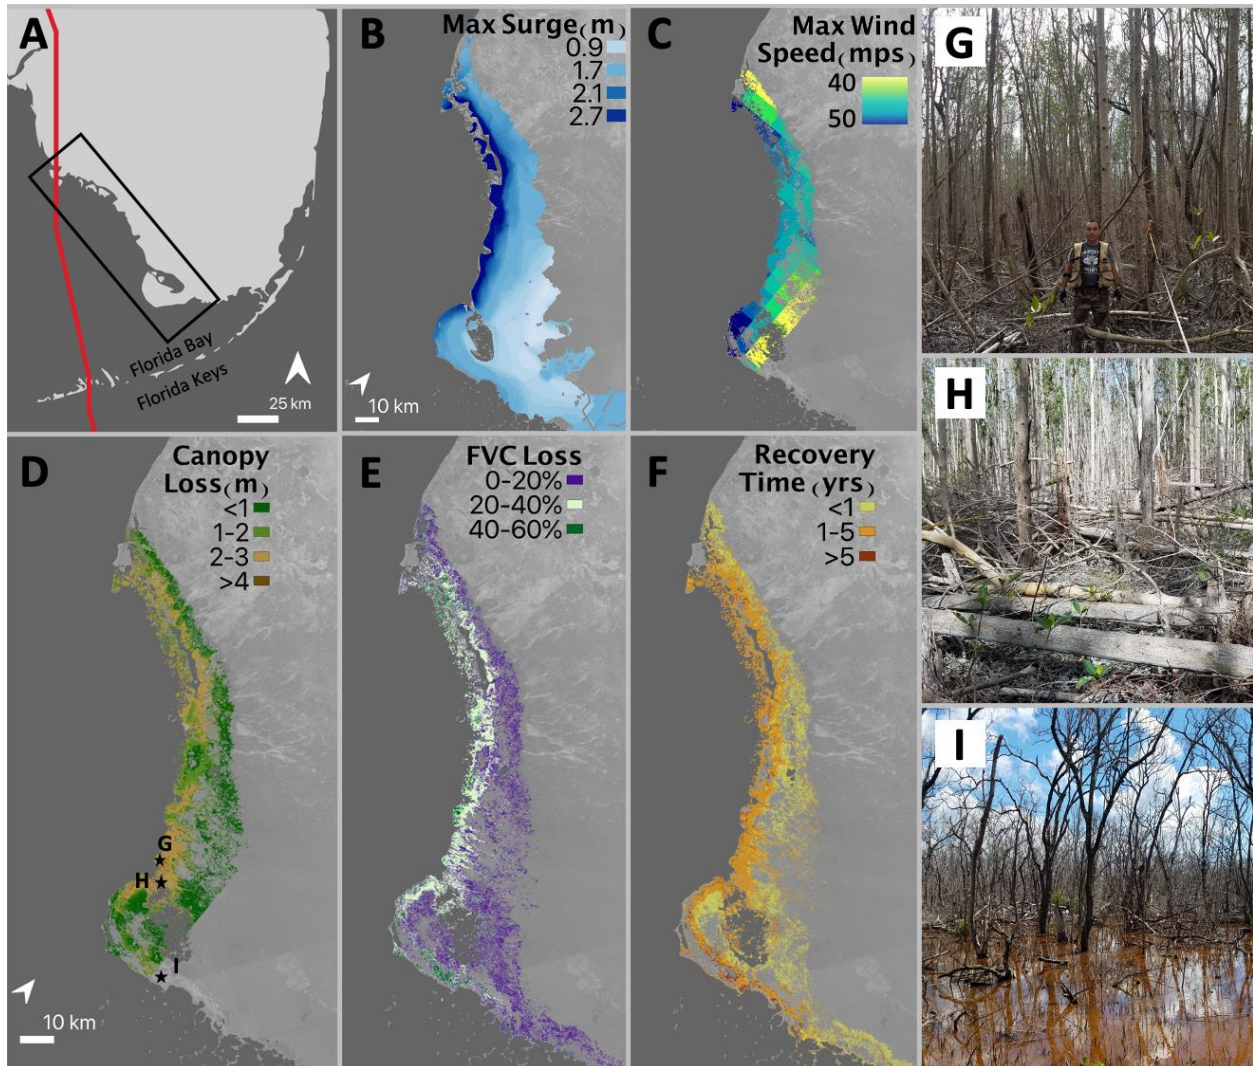 A
Florida Bay
Florida Keys
25 km
B
Max Surge(m)
0.9
1.7
2.1
2.7
10 km
C
Max Wind
Speed(mps)
40
50
D
Canopy
Loss(m)
<1
1-2
2-3
>4
G
H
I
10 km
E
FVC Loss
0-20%
20-40%
40-60%
F
Recovery
Time (yrs)
<1
1-5
>5
G
H
I